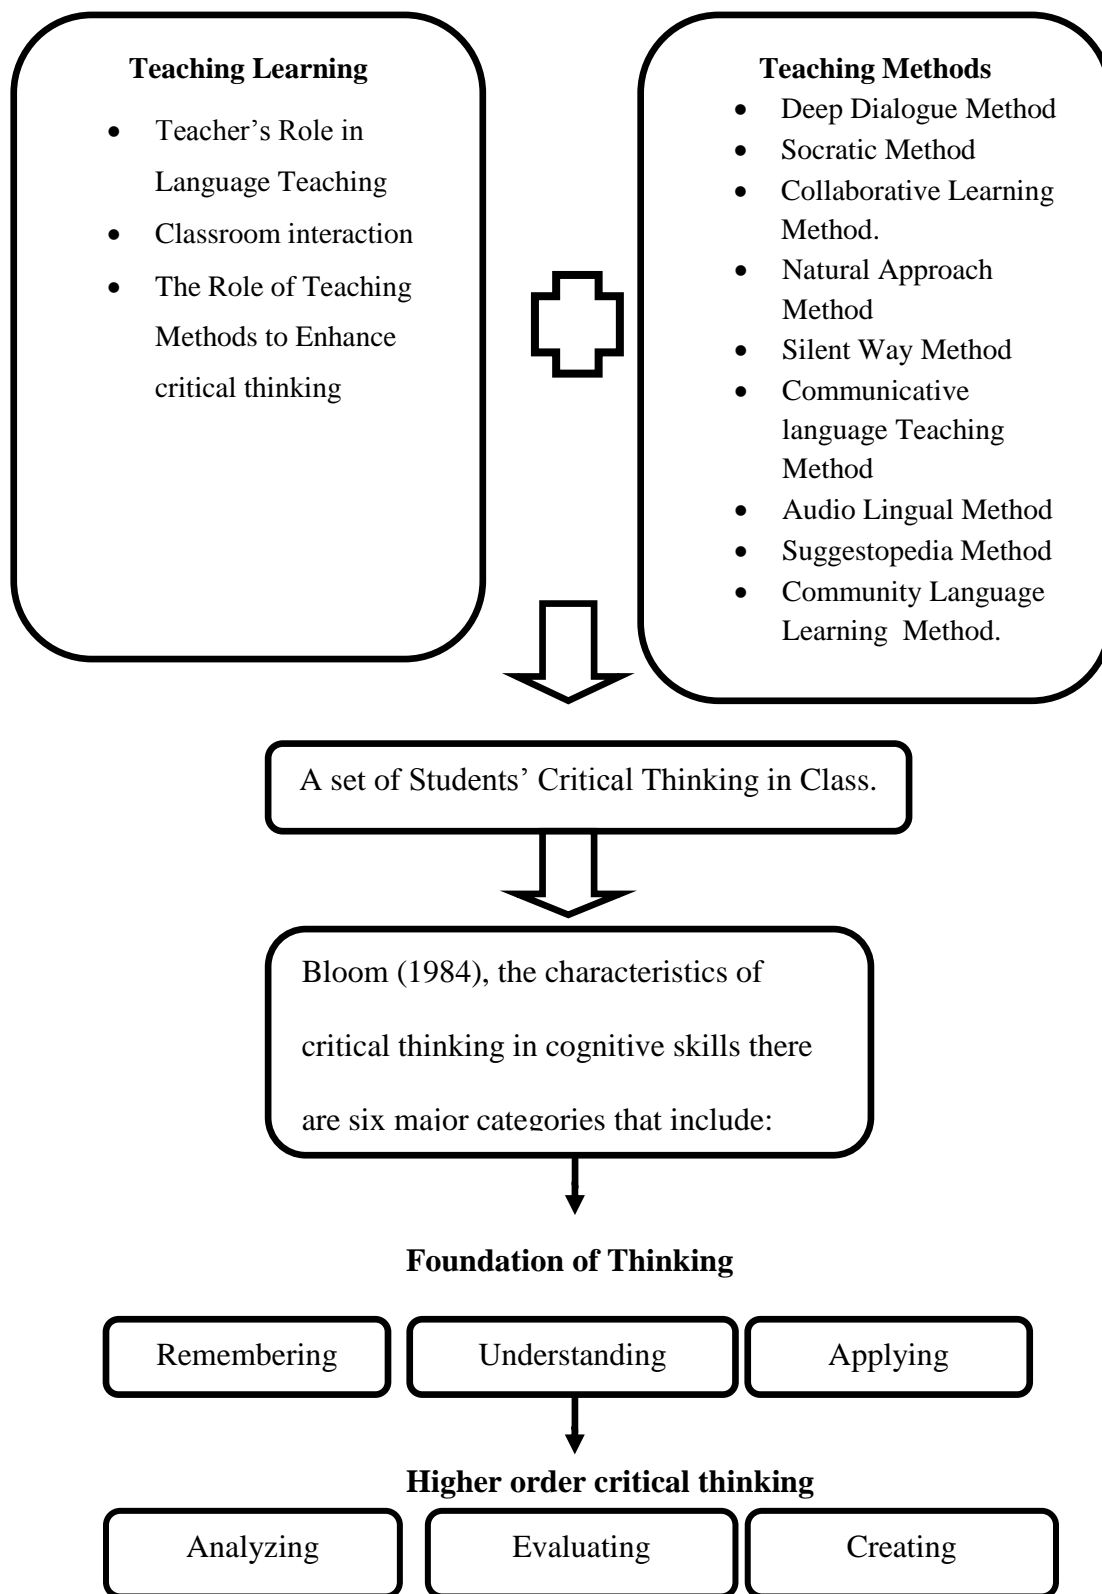 Teaching Learning
• Teacher’s Role in
Language Teaching
• Classroom interaction
• The Role of Teaching
Methods to Enhance
critical thinking
Teaching Methods
• Deep Dialogue Method
• Socratic Method
• Collaborative Learning
Method.
• Natural Approach
Method
• Silent Way Method
• Communicative
language Teaching
Method
• Audio Lingual Method
• Suggestopedia Method
• Community Language
Learning Method.
A set of Students’ Critical Thinking in Class.
Bloom (1984), the characteristics of
critical thinking in cognitive skills there
are six major categories that include:
Foundation of Thinking
Remembering
Understanding
Applying
Higher order critical thinking
Analyzing
Evaluating
Creating